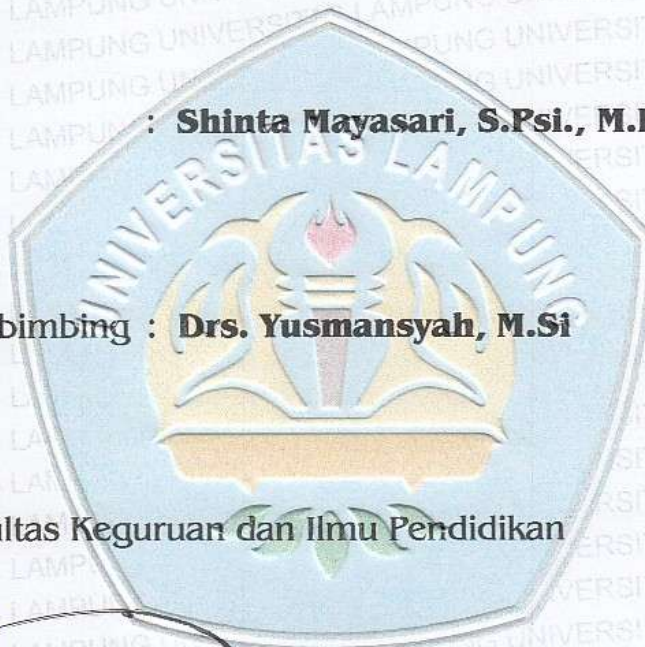 : Shinta Mayasari, S.Psi., M.
UNIVERSITAS LAMPUNG
bimbing : Drs. Yusmansyah, M.Si
ltas Keguruan dan Ilmu Pendidikan